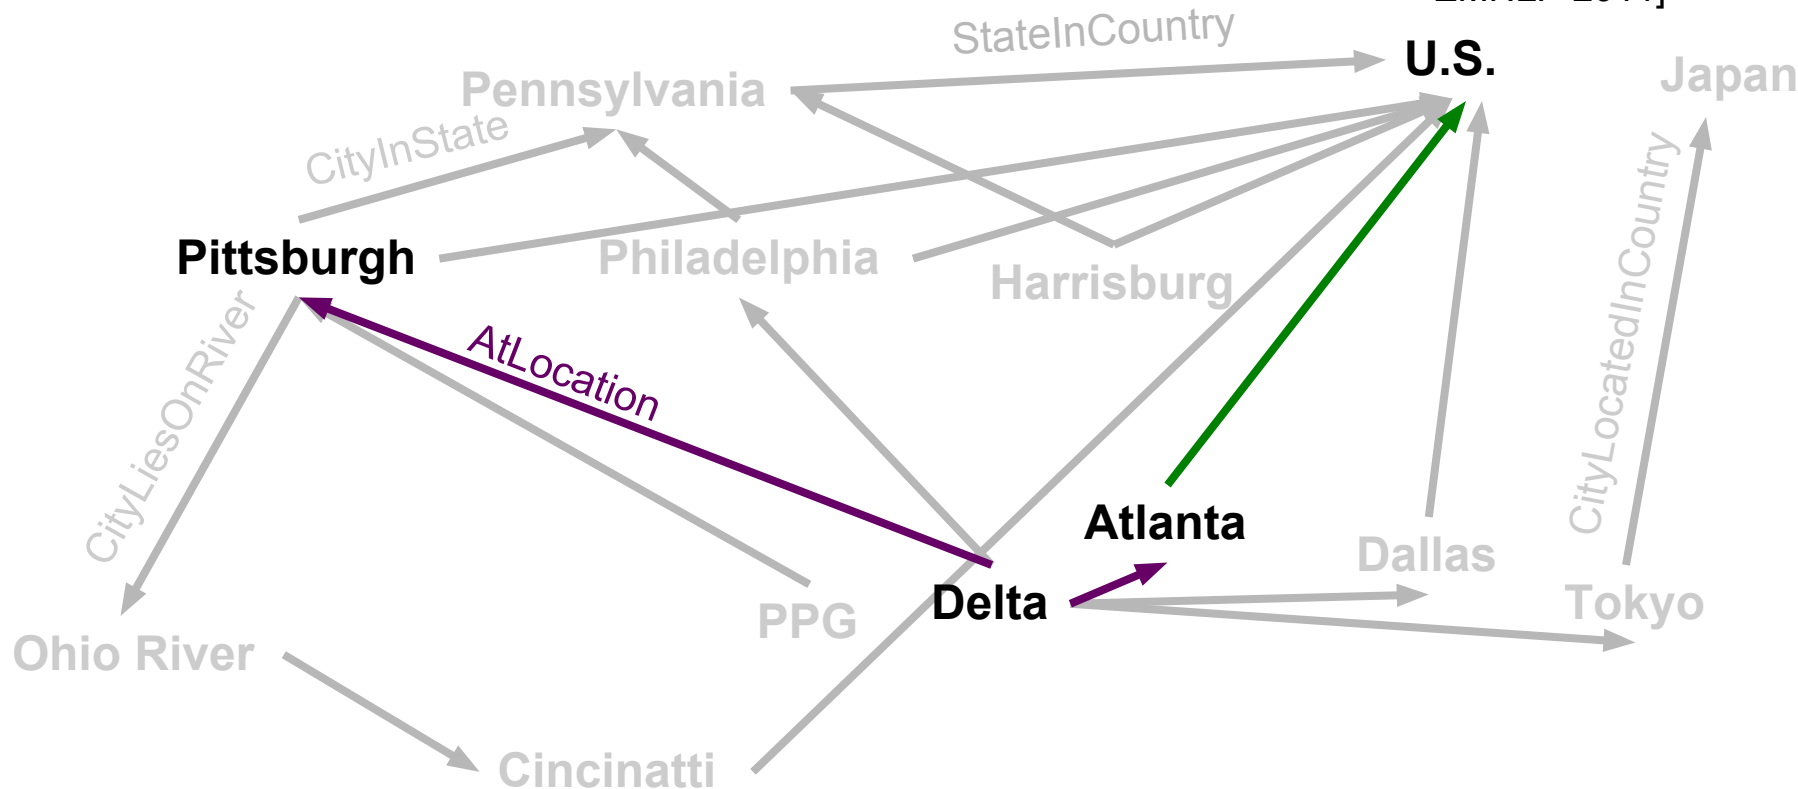 StateInCountry
U.S.
Japan
Pennsylvania
CityInState
Pittsburgh
Philadelphia
Harrisburg
CityLocatedInCountry
CityLiesOnRiver
AtLocation
Atlanta
Dallas
Delta
Tokyo
PPG
Ohio River
Cincinatti